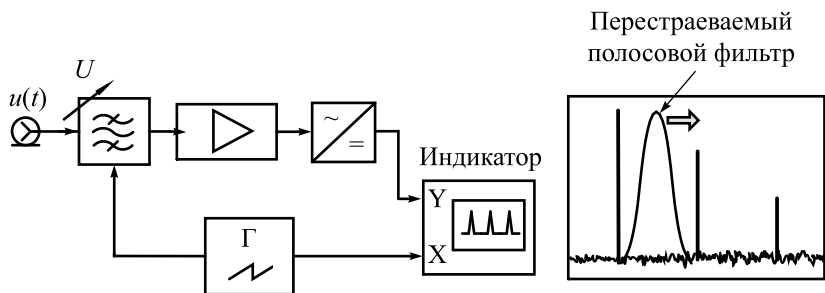 Перестраеваемый
полосовой фильтр
U
u(t)
~
=
Индикатор
Y
Г
X